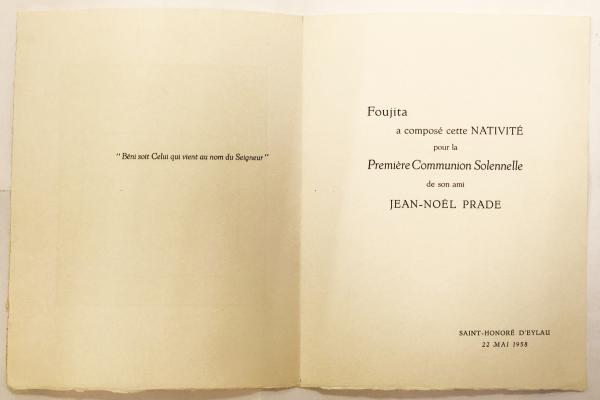 "Béni soit Celui qui vient au nom du Seigneur"
Foujita
a composé cette NATIVITÉ
pour la
Première Communion Solennelle
de son ami
JEAN-NOËL PRADE
SAINT-HONORÉ D'EYLAU
22 MAI 1958